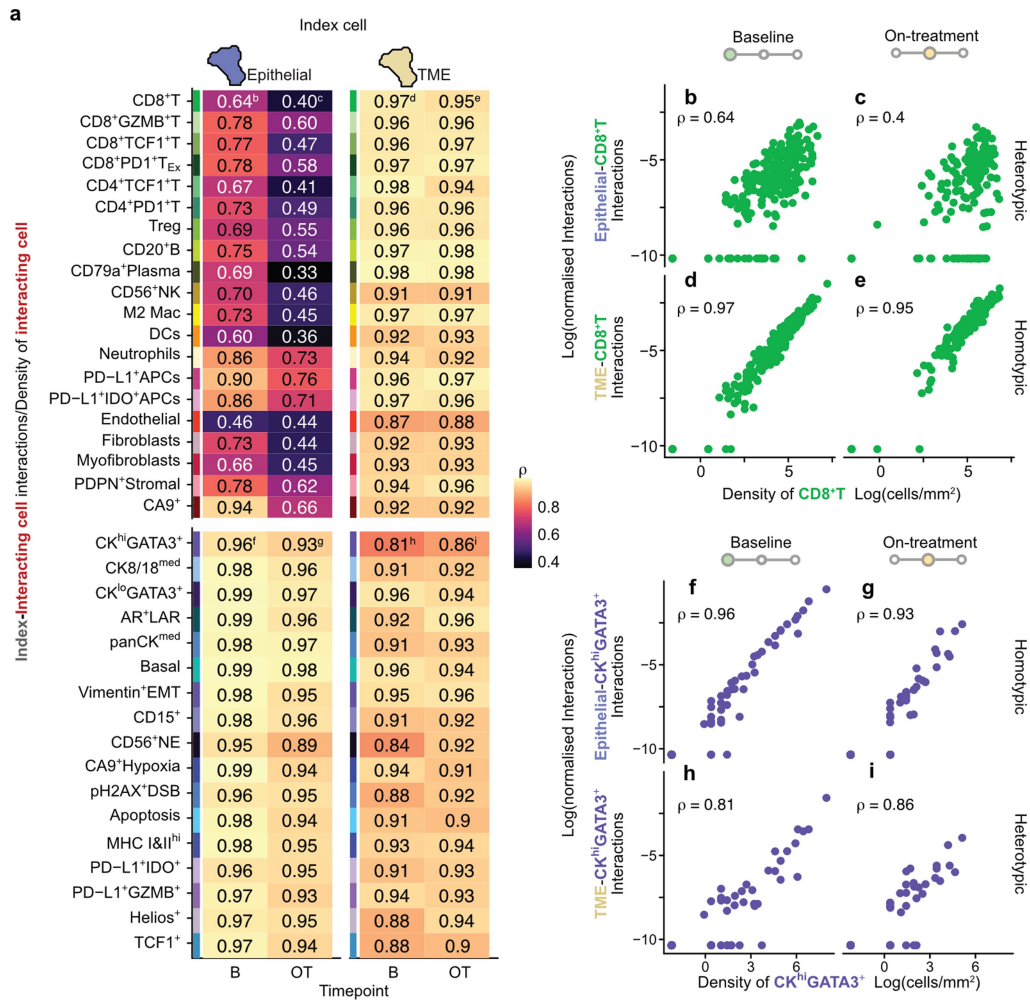 a
Index cell
Epithelial
TME
Index-Interacting cell interactions/Density of interacting cell
CD8⁺T 0.64ᵇ 0.40ᶜ 0.97ᵈ 0.95ᵉ
CD8⁺GZMB⁺T 0.78 0.60 0.96 0.96
CD8⁺TCF1⁺T 0.77 0.47 0.96 0.97
CD8⁺PD1⁺T_Ex 0.78 0.58 0.97 0.97
CD4⁺TCF1⁺T 0.67 0.41 0.98 0.94
CD4⁺PD1⁺T 0.73 0.49 0.96 0.96
Treg 0.69 0.55 0.96 0.96
CD20⁺B 0.75 0.54 0.97 0.98
CD79a⁺Plasma 0.69 0.33 0.98 0.98
CD56⁺NK 0.70 0.46 0.91 0.91
M2 Mac 0.73 0.45 0.97 0.97
DCs 0.60 0.36 0.92 0.93
Neutrophils 0.86 0.73 0.94 0.92
PD-L1⁺APCs 0.90 0.76 0.96 0.97
PD-L1⁺IDO⁺APCs 0.86 0.71 0.97 0.96
Endothelial 0.46 0.44 0.87 0.88
Fibroblasts 0.73 0.44 0.92 0.93
Myofibroblasts 0.66 0.45 0.93 0.93
PDPN⁺Stromal 0.78 0.62 0.94 0.96
CA9⁺ 0.94 0.66 0.92 0.92
CKʰⁱGATA3⁺ 0.96ᶠ 0.93ᵍ 0.81ʰ 0.86ⁱ
CK8/18ᵐᵉᵈ 0.98 0.96 0.91 0.92
CKˡᵒGATA3⁺ 0.99 0.97 0.96 0.94
AR⁺LAR 0.99 0.96 0.92 0.96
panCKᵐᵉᵈ 0.98 0.97 0.91 0.93
Basal 0.99 0.98 0.96 0.94
Vimentin⁺EMT 0.98 0.95 0.95 0.96
CD15⁺ 0.98 0.96 0.91 0.92
CD56⁺NE 0.95 0.89 0.84 0.92
CA9⁺Hypoxia 0.99 0.94 0.94 0.91
pH2AX⁺DSB 0.96 0.95 0.88 0.92
Apoptosis 0.98 0.94 0.91 0.9
MHC I&IIʰⁱ 0.98 0.95 0.93 0.94
PD-L1⁺IDO⁺ 0.96 0.95 0.91 0.93
PD-L1⁺GZMB⁺ 0.97 0.93 0.94 0.93
Helios⁺ 0.97 0.95 0.88 0.94
TCF1⁺ 0.97 0.94 0.88 0.9
B OT B OT
Timepoint
ρ
1
0.8
0.6
0.4
Baseline
On-treatment
b
ρ = 0.64
c
ρ = 0.4
Heterotypic
Log(normalised Interactions)
Epithelial-CD8⁺T
Interactions
−5
−10
d
ρ = 0.97
e
ρ = 0.95
Homotypic
TME-CD8⁺T
Interactions
−5
−10
0 5 0 5
Density of CD8⁺T Log(cells/mm²)
Baseline
On-treatment
f
ρ = 0.96
g
ρ = 0.93
Homotypic
Log(normalised Interactions)
Epithelial-CKʰⁱGATA3⁺
Interactions
0
−5
−10
h
ρ = 0.81
i
ρ = 0.86
Heterotypic
TME-CKʰⁱGATA3⁺
Interactions
−5
−10
0 3 6 0 3 6
Density of CKʰⁱGATA3⁺ Log(cells/mm²)